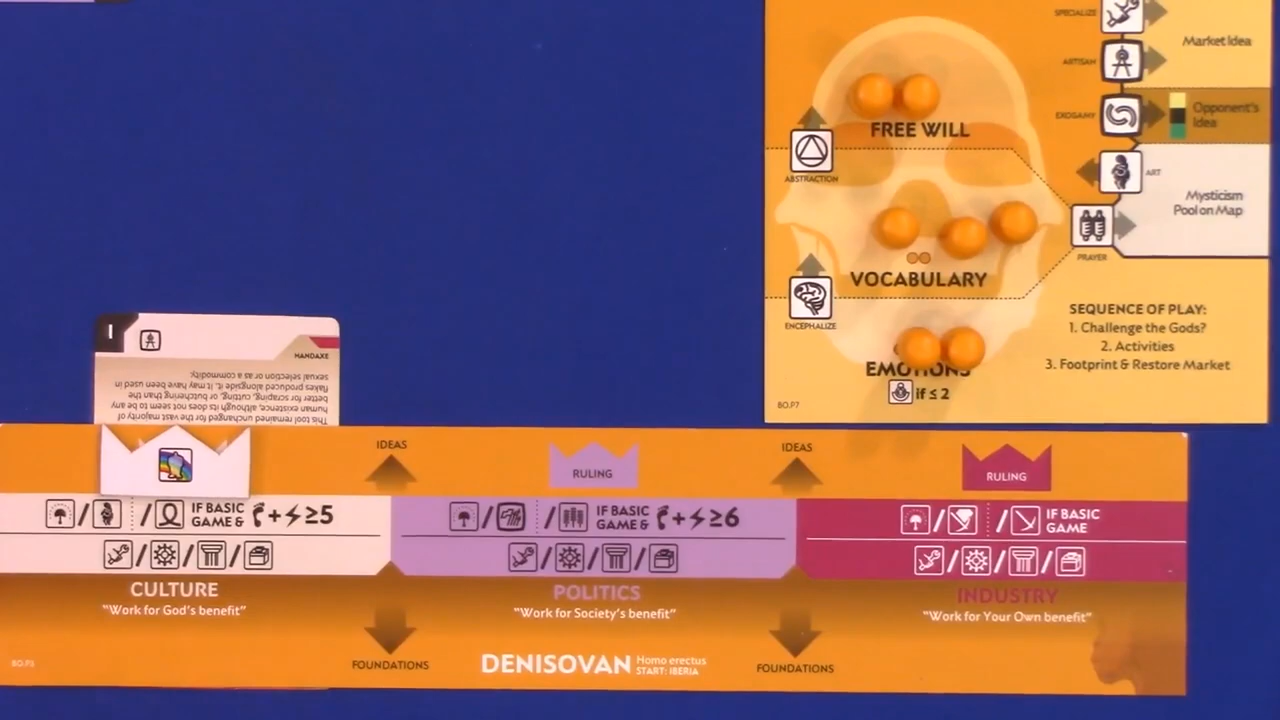 SPECIALIZE
Market Idea
ARTISAN
EXOGAMY
Opponent's
Idea
FREE WILL
ABSTRACTION
ART
Mysticism
Pool on Map
PRAYER
VOCABULARY
ENCEPHALIZE
SEQUENCE OF PLAY:
1. Challenge the Gods?
2. Activities
3. Footprint & Restore Market
EMOTIONS
if ≤ 2
BO.P7
I
HANDAXE
This tool remained unchanged for the vast majority of
human existence, although its does not seem to be any
better for scraping, cutting, or butchering than the
flakes produced alongside it. It may have been used in
sexual selection or as a commodity.
IDEAS
RULING
IDEAS
RULING
/ / IF BASIC
GAME & + ≥5
/ / IF BASIC
GAME & + ≥6
/ / IF BASIC
GAME
CULTURE
"Work for God's benefit"
POLITICS
"Work for Society's benefit"
INDUSTRY
"Work for Your Own benefit"
FOUNDATIONS
DENISOVAN Homo erectus
START: IBERIA
FOUNDATIONS